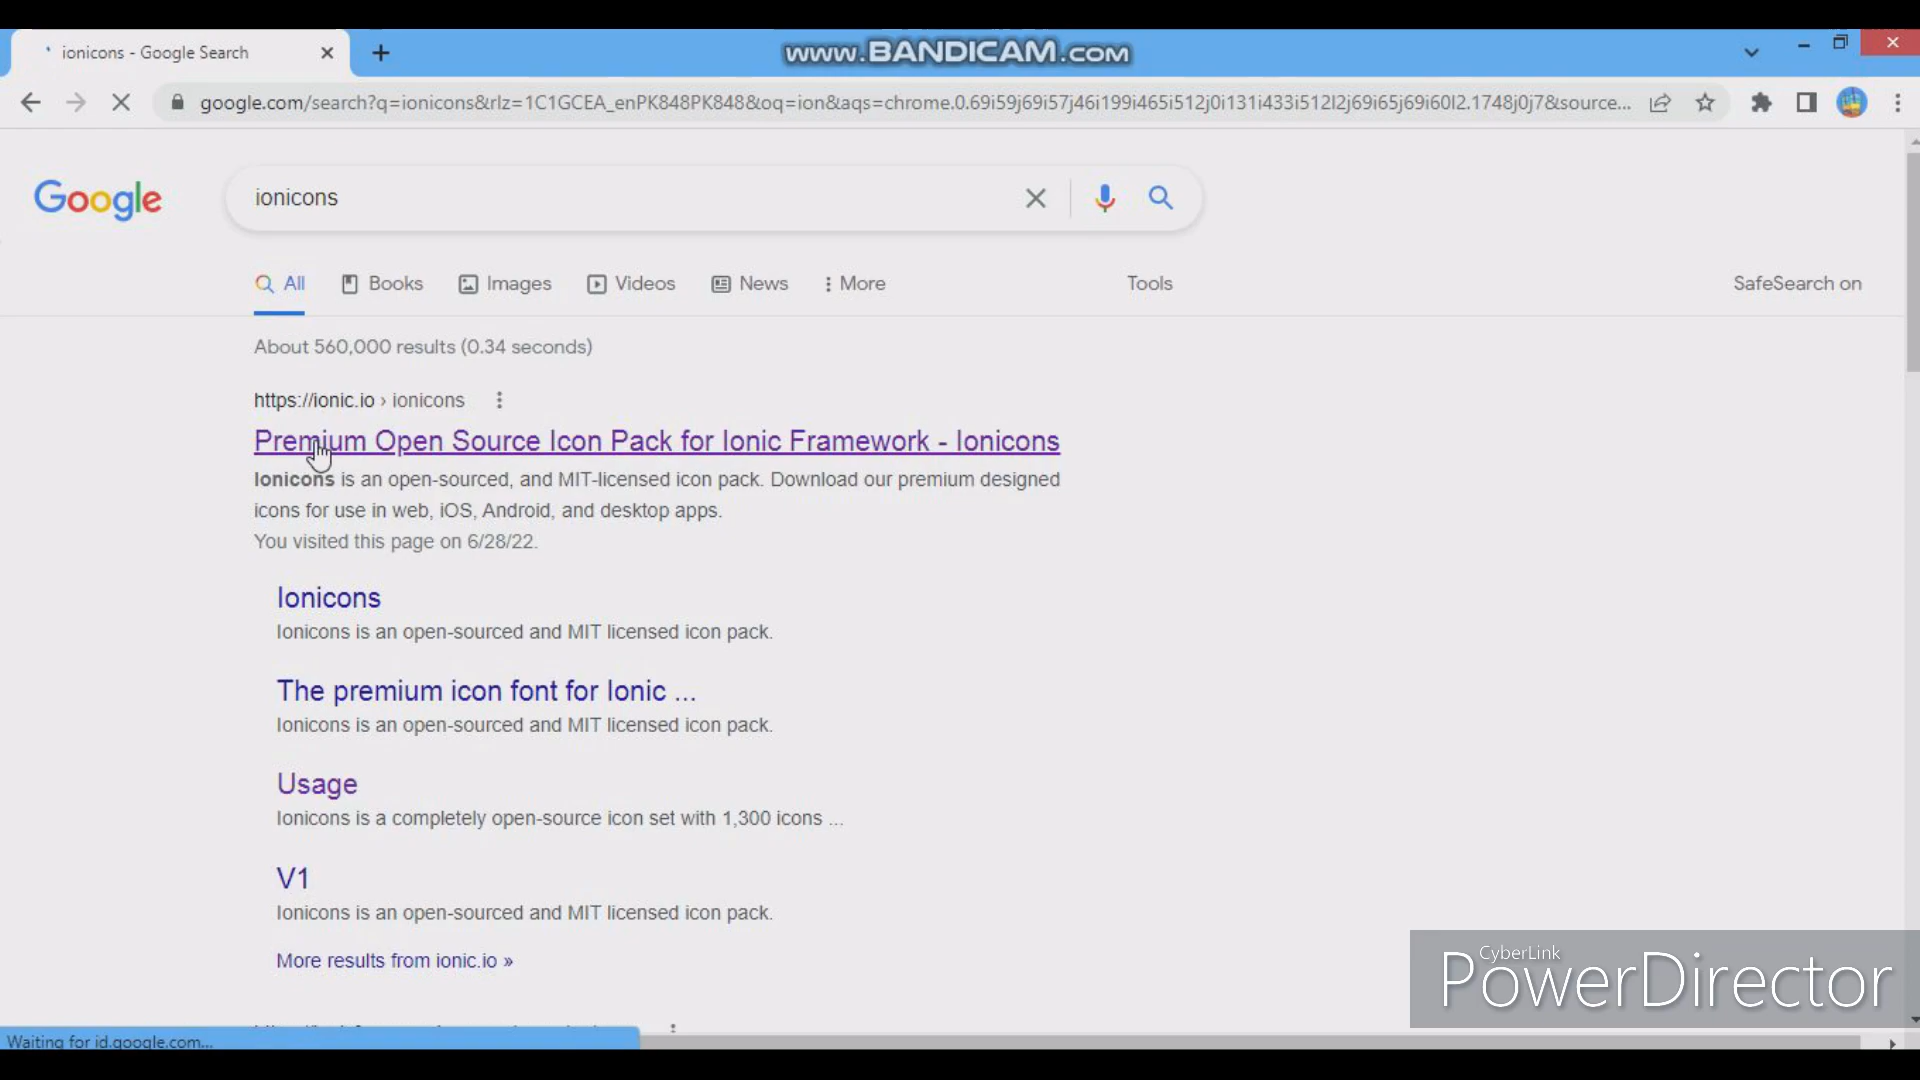 ionicons - Google Search
www.BANDICAM.com
google.com/search?q=ionicons&rlz=1C1GCEA_enPK848PK848&oq=ion&aqs=chrome.0.69i59j69i57j46i199i465i512j0i131i433i512l2j69i65j69i60l2.1748j0j7&source...
Google
ionicons
All Books Images Videos News More Tools SafeSearch on
About 560,000 results (0.34 seconds)
https://ionic.io › ionicons
Premium Open Source Icon Pack for Ionic Framework - Ionicons
Ionicons is an open-sourced, and MIT-licensed icon pack. Download our premium designed
icons for use in web, iOS, Android, and desktop apps.
You visited this page on 6/28/22.
Ionicons
Ionicons is an open-sourced and MIT licensed icon pack.
The premium icon font for Ionic ...
Ionicons is an open-sourced and MIT licensed icon pack.
Usage
Ionicons is a completely open-source icon set with 1,300 icons ...
V1
Ionicons is an open-sourced and MIT licensed icon pack.
More results from ionic.io »
CyberLink
PowerDirector
Waiting for id.google.com...